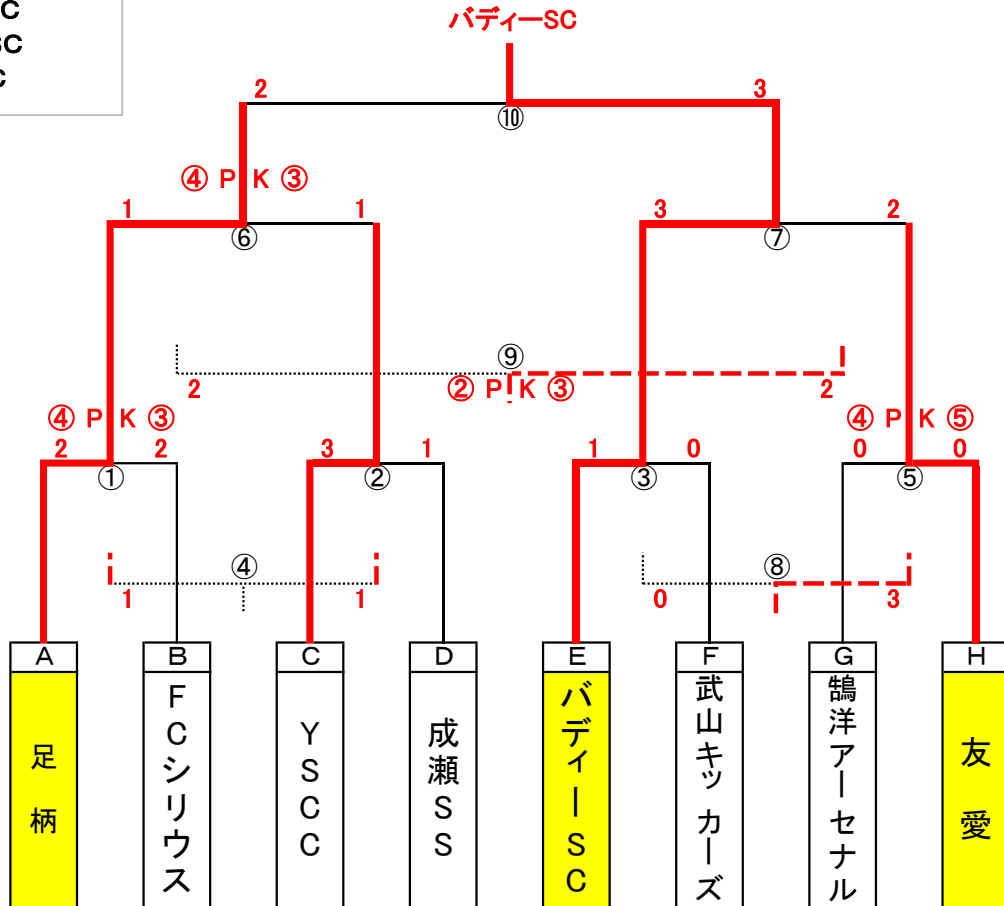 C
SC
C
バディーSC
2 3
⑩
④ P K ③
1 1 3 2
⑥ ⑦
⑨
2 ② P K ③ 2
④ P K ③ ④ P K ⑤
2 2 3 1 1 0 0 0
① ② ③ ⑤
④ ⑧
1 1 0 3
A B C D E F G H
足柄
FCシリウス
YSCC
成瀬SS
バディーSC
武山キッカーズ
鵠洋アーセナル
友愛